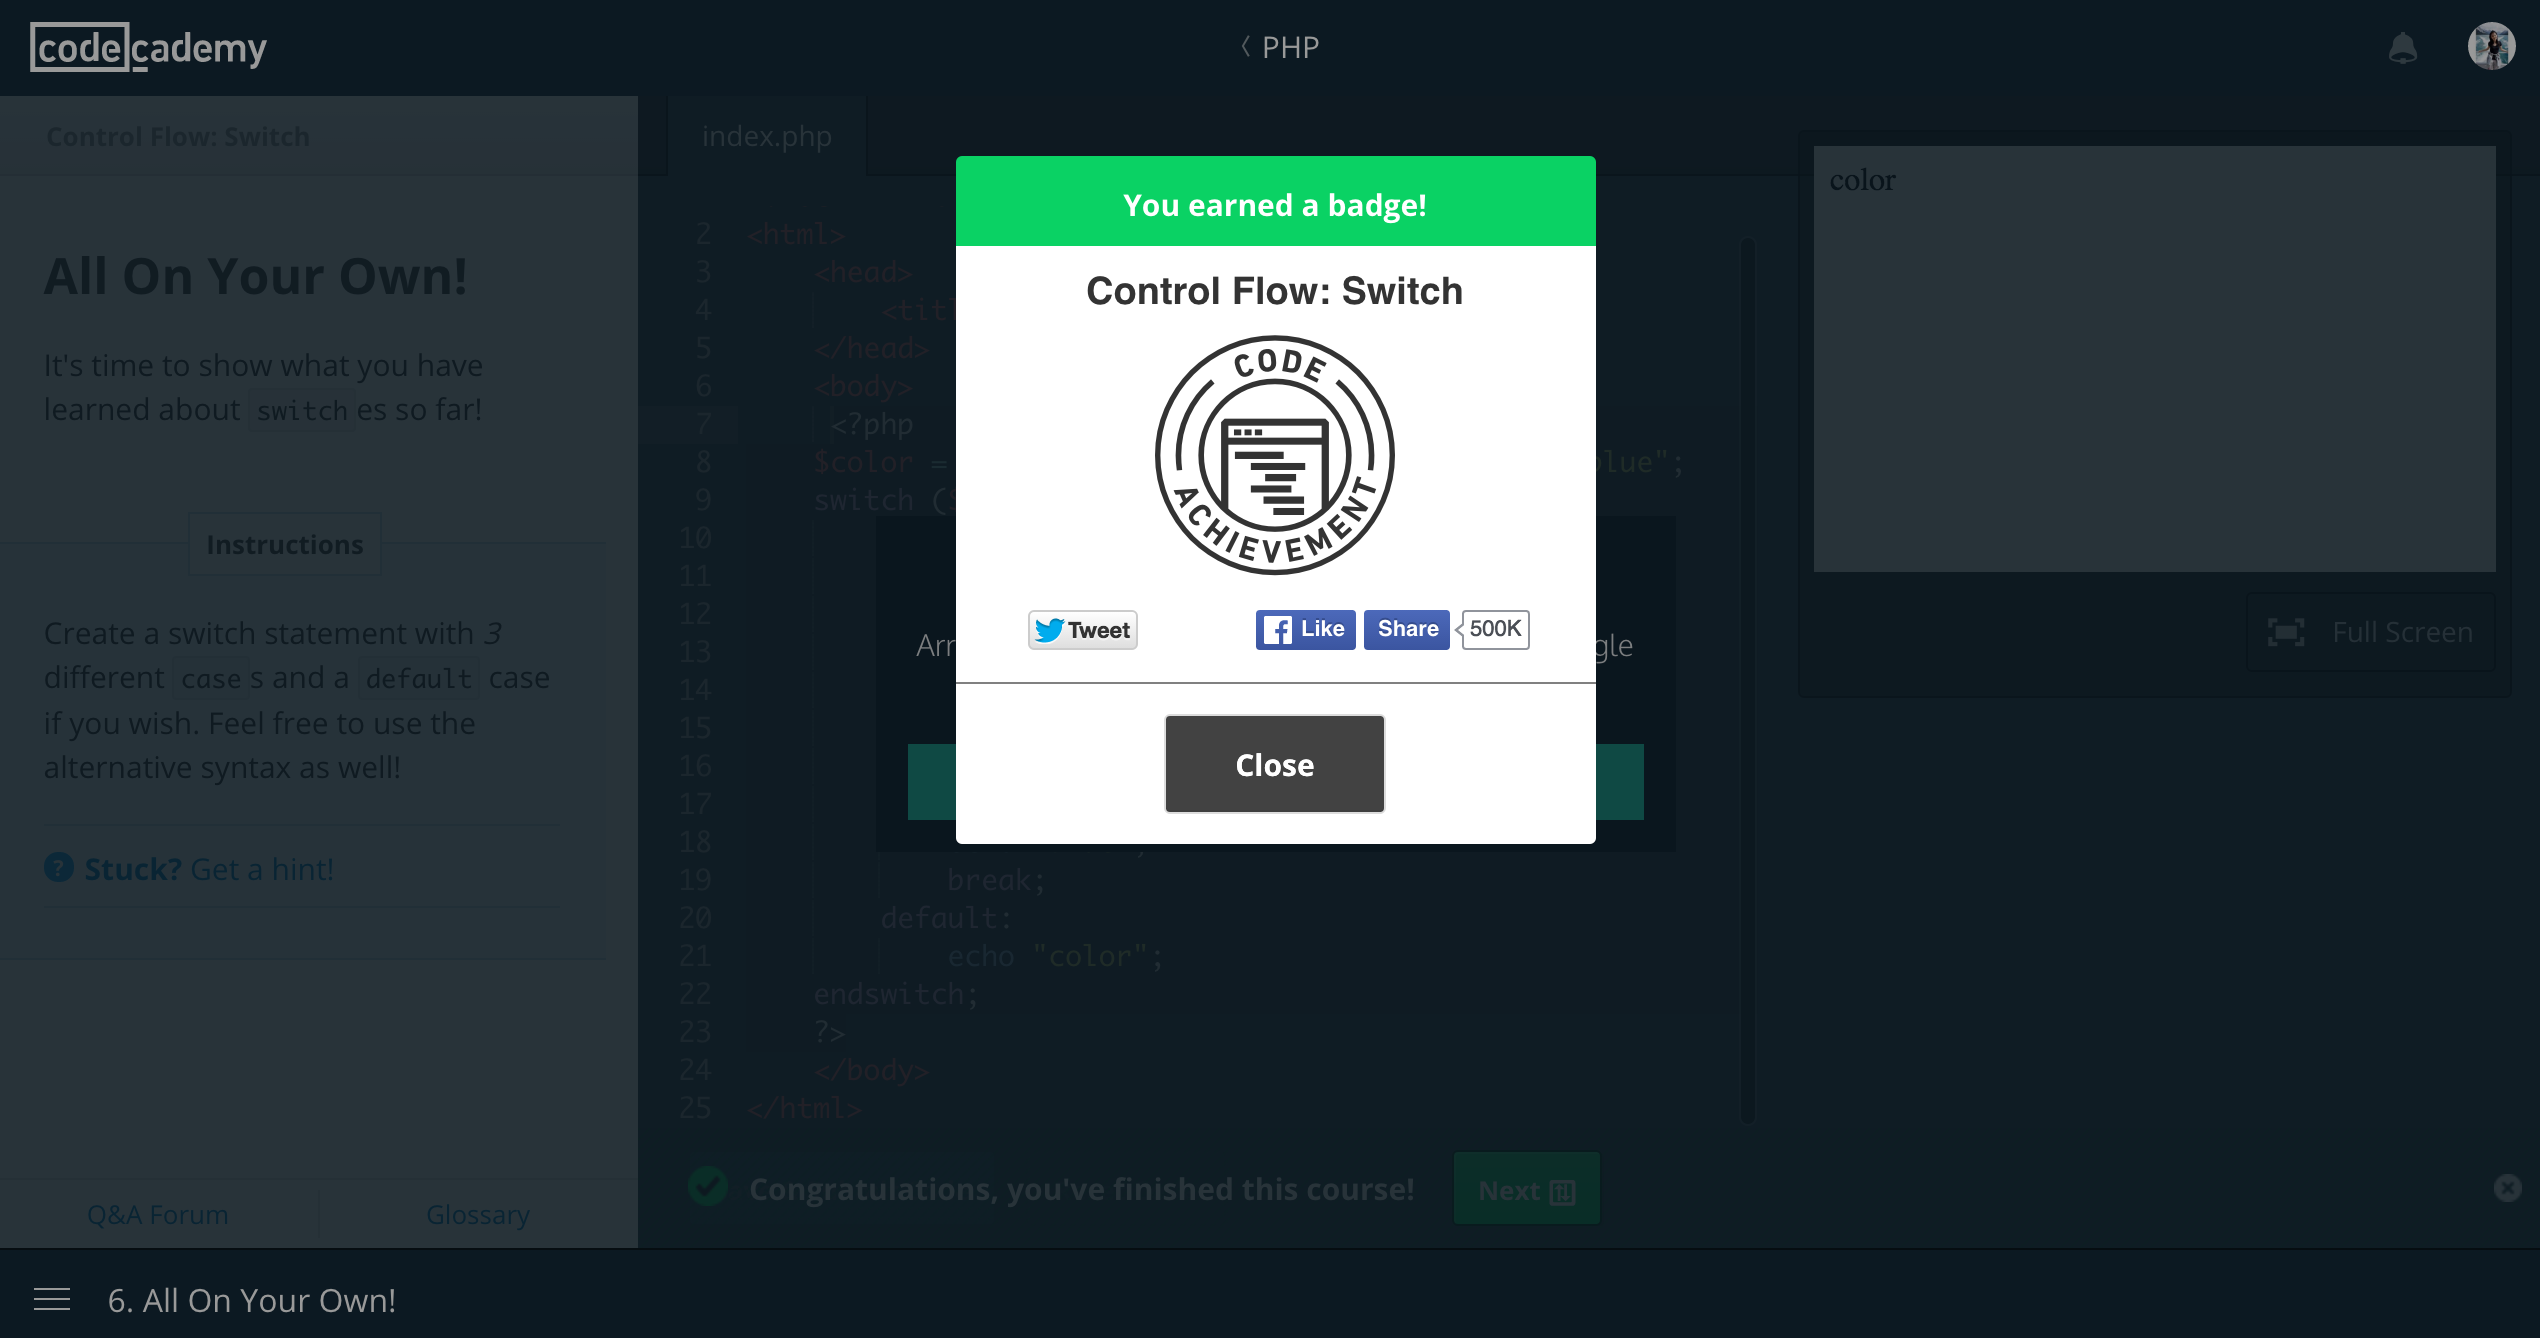 codecademy
PHP
Control Flow: Switch
All On Your Own!
It's time to show what you have
learned about switches so far!
Instructions
Create a switch statement with 3
different cases and a default case
if you wish. Feel free to use the
alternative syntax as well!
? Stuck? Get a hint!
Q&A Forum
Glossary
index.php
2 <html>
3 <head>
4 <titl
5 </head>
6 <body>
7 <?php
8 $color = blue";
9 switch (
10
11
12
13
14
15
16
17
18
19 break;
20 default:
21 echo "color";
22 endswitch;
23 ?>
24 </body>
25 </html>
Arr
gle
You earned a badge!
Control Flow: Switch
CODE
ACHIEVEMENT
Tweet
Like
Share
500K
Close
color
Full Screen
Congratulations, you've finished this course!
Next
6. All On Your Own!